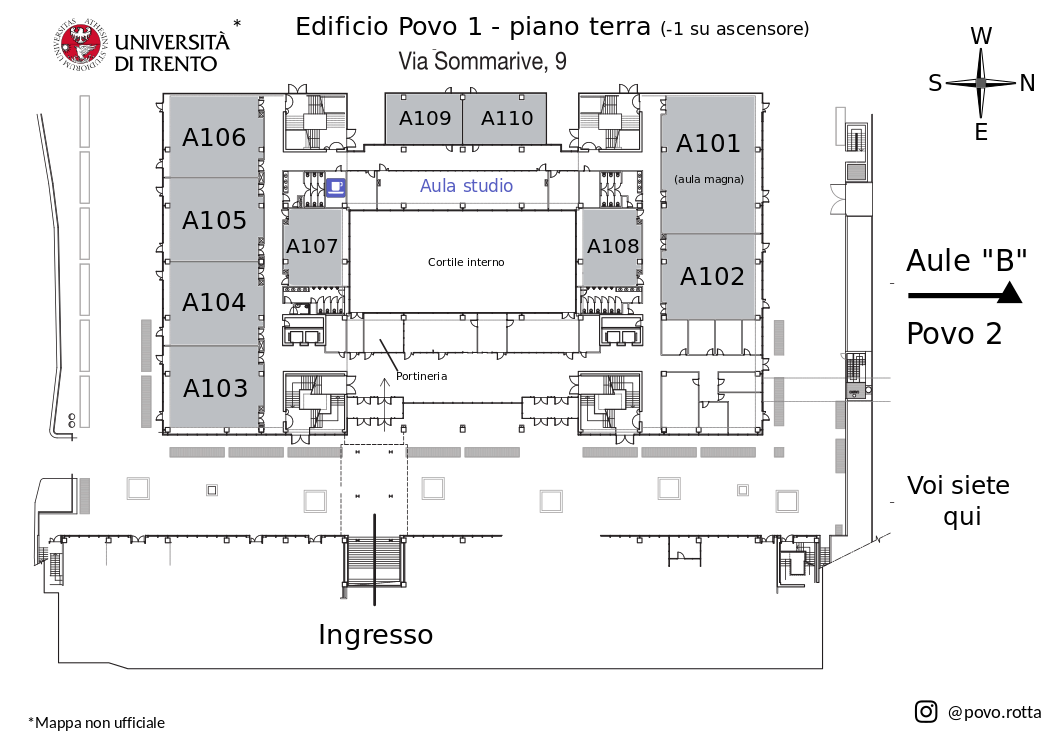 *
Edificio Povo 1 - piano terra (-1 su ascensore)
UNIVERSITÀ
DI TRENTO
Via Sommarive, 9
W
S N
E
A106
A109
A110
A101
(aula magna)
Aula studio
A105
A107
A108
Cortile interno
A102
A104
Aule "B"
Povo 2
A103
Portineria
Voi siete
qui
Ingresso
*Mappa non ufficiale
@povo.rotta